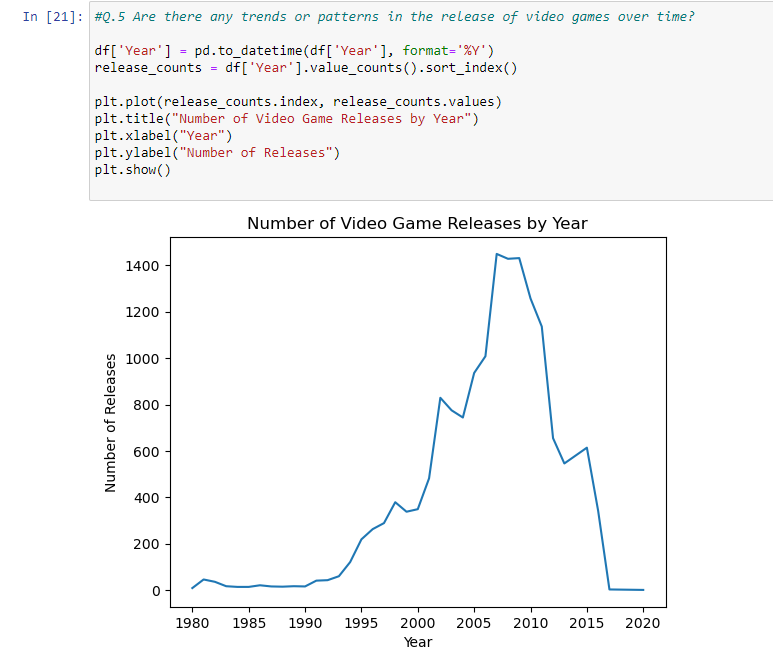 In [21]: #Q.5 Are there any trends or patterns in the release of video games over time?
df['Year'] = pd.to_datetime(df['Year'], format='%Y')
release_counts = df['Year'].value_counts().sort_index()
plt.plot(release_counts.index, release_counts.values)
plt.title("Number of Video Game Releases by Year")
plt.xlabel("Year")
plt.ylabel("Number of Releases")
plt.show()
Number of Video Game Releases by Year
Number of Releases
1400
1200
1000
800
600
400
200
0
1980 1985 1990 1995 2000 2005 2010 2015 2020
Year